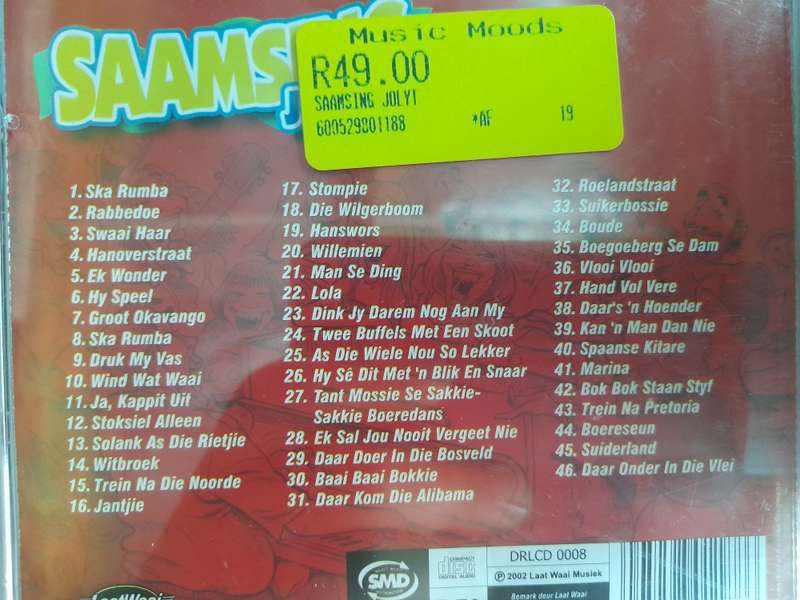 Music Moods
R49.00
SAAMSING JOLYT
600529801188 *AF 19
1. Ska Rumba
2. Rabbedoe
3. Swaai Haar
4. Hanoverstraat
5. Ek Wonder
6. Hy Speel
7. Groot Okavango
8. Ska Rumba
9. Druk My Vas
10. Wind Wat Waai
11. Ja, Kappit Uit
12. Stoksiel Alleen
13. Solank As Die Rietjie
14. Witbroek
15. Trein Na Die Noorde
16. Jantjie
17. Stompie
18. Die Wilgerboom
19. Hanswors
20. Willemien
21. Man Se Ding
22. Lola
23. Dink Jy Darem Nog Aan My
24. Twee Buffels Met Een Skoot
25. As Die Wiele Nou So Lekker
26. Hy Sê Dit Met 'n Blik En Snaar
27. Tant Mossie Se Sakkie-
Sakkie Boeredans
28. Ek Sal Jou Nooit Vergeet Nie
29. Daar Doer In Die Bosveld
30. Baai Baai Bokkie
31. Daar Kom Die Alibama
32. Roelandstraat
33. Suikerbossie
34. Boude
35. Boegoeberg Se Dam
36. Vlooi Vlooi
37. Hand Vol Vere
38. Daar's 'n Hoender
39. Kan 'n Man Dan Nie
40. Spaanse Kitare
41. Marina
42. Bok Bok Staan Styf
43. Trein Na Pretoria
44. Boereseun
45. Suiderland
46. Daar Onder In Die Vlei
LaatWaai
SMD
COMPACT
disc
DIGITAL AUDIO
DRLCD 0008
℗ 2002 Laat Waai Musiek
Bemark deur Laat Waai